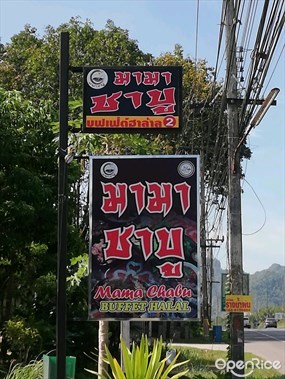 มามา
ชาบู
บุฟเฟต์ฮาลาล 2
มามา
ชาบู
Mama Chabu
BUFFET HALAL
OpenRice